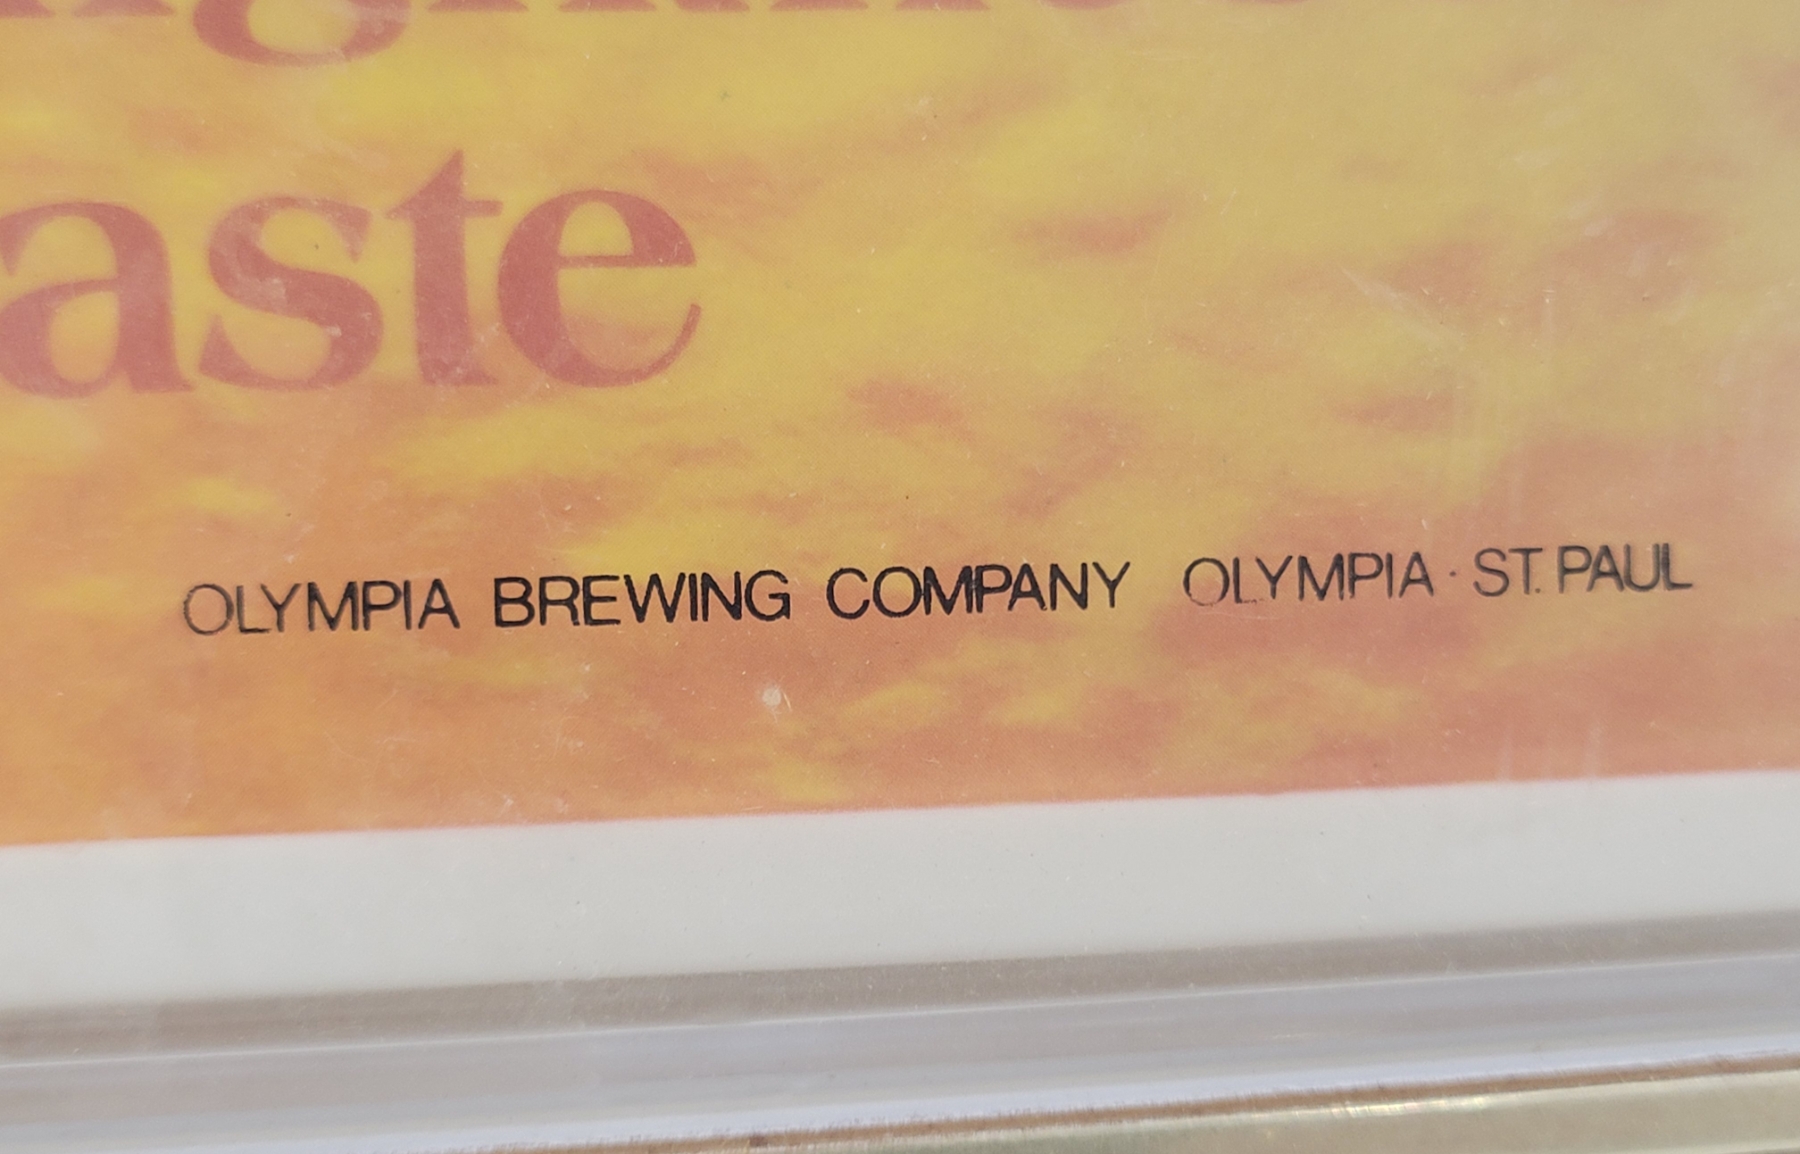 aste
OLYMPIA BREWING COMPANY OLYMPIA · ST. PAUL